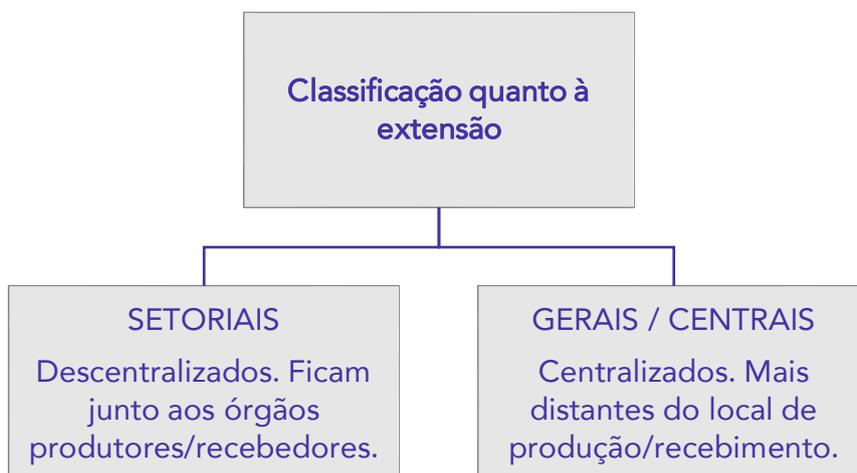 Classificação quanto à
extensão
SETORIAIS
Descentralizados. Ficam
junto aos órgãos
produtores/recebedores.
GERAIS / CENTRAIS
Centralizados. Mais
distantes do local de
produção/recebimento.